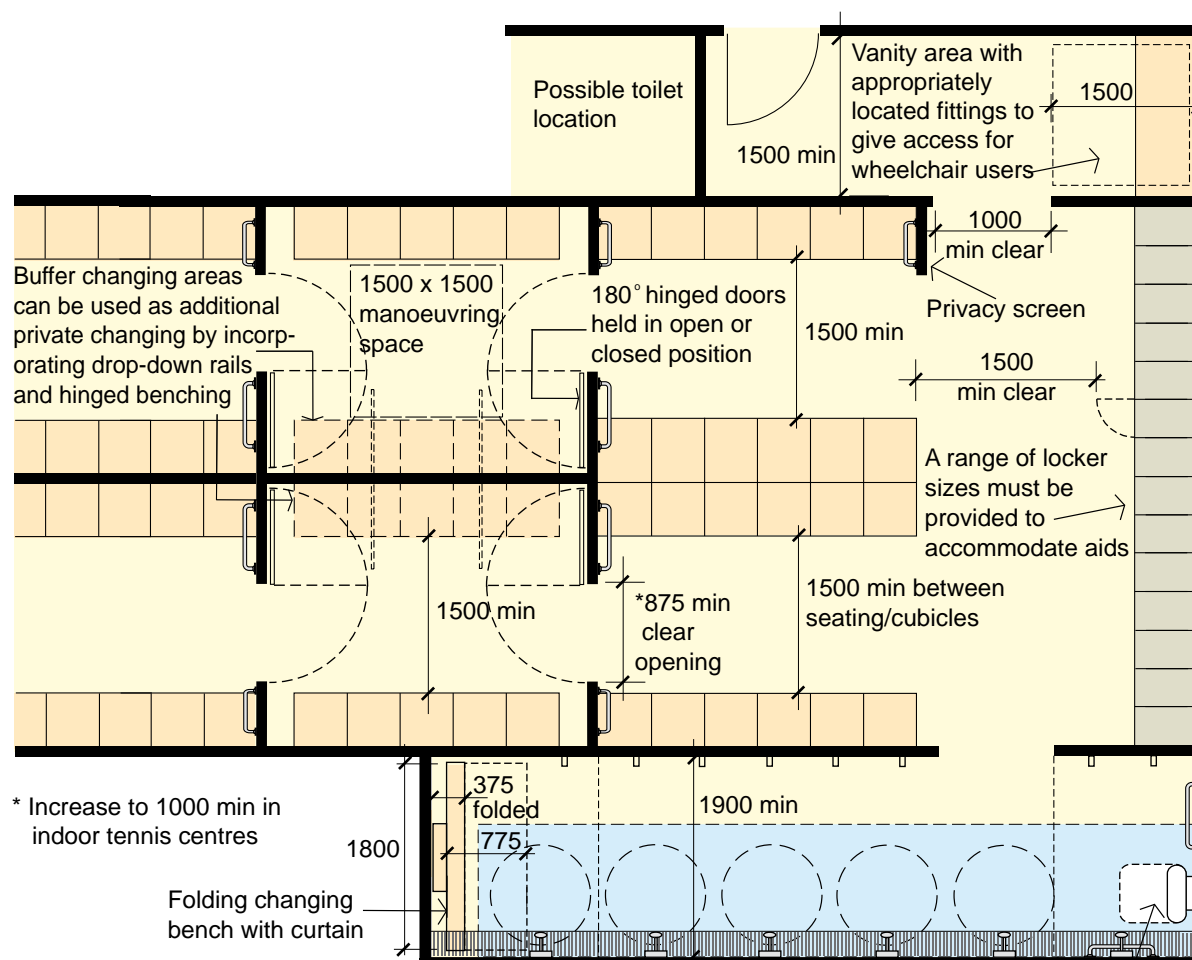 Possible toilet
location
1500 min
Vanity area with
appropriately
located fittings to
give access for
wheelchair users
1500
1000
min clear
Privacy screen
Buffer changing areas
can be used as additional
private changing by incorp-
orating drop-down rails
and hinged benching
1500 x 1500
manoeuvring
space
180° hinged doors
held in open or
closed position
1500 min
1500
min clear
A range of locker
sizes must be
provided to
accommodate aids
1500 min
*875 min
clear
opening
1500 min between
seating/cubicles
* Increase to 1000 min in
indoor tennis centres
375
folded
1900 min
1800
775
Folding changing
bench with curtain